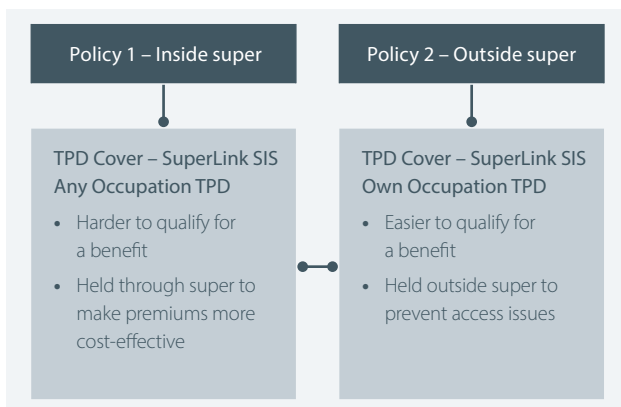 Policy 1 – Inside super
TPD Cover – SuperLink SIS
Any Occupation TPD
• Harder to qualify for
a benefit
• Held through super to
make premiums more
cost-effective
Policy 2 – Outside super
TPD Cover – SuperLink SIS
Own Occupation TPD
• Easier to qualify for
a benefit
• Held outside super to
prevent access issues